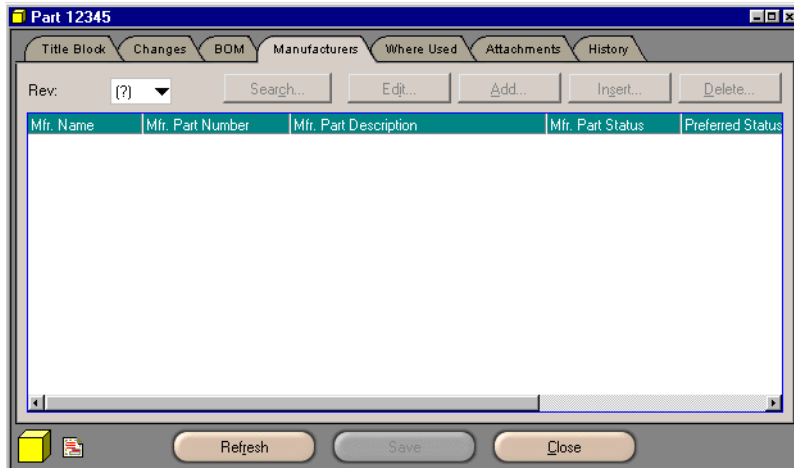 Part 12345
Title Block Changes BOM Manufacturers Where Used Attachments History
Rev: (?) Search... Edit... Add... Insert... Delete...
Mfr. Name Mfr. Part Number Mfr. Part Description Mfr. Part Status Preferred Status
Refresh Save Close